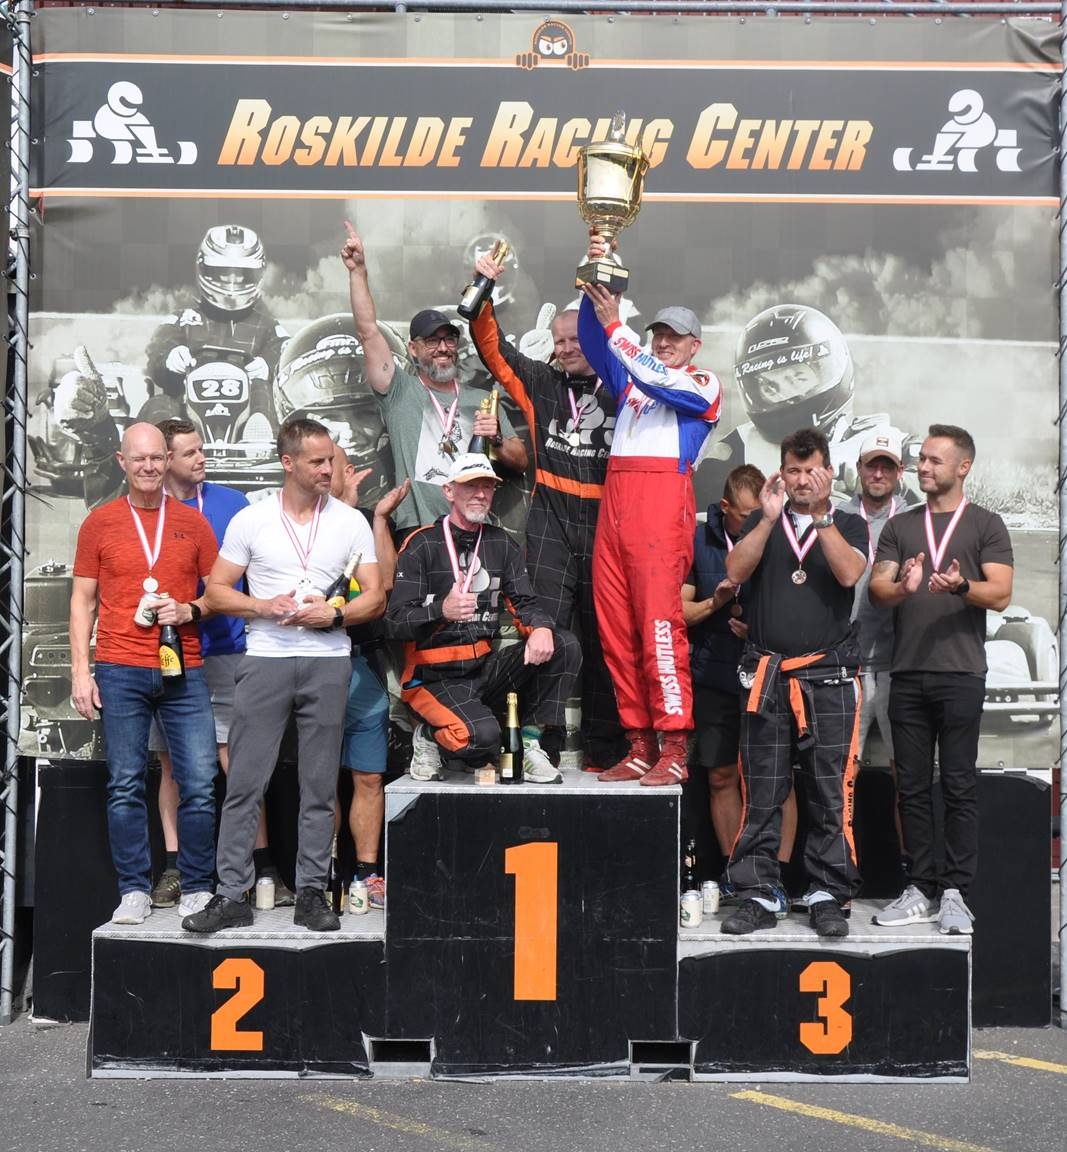 ROSKILDE RACING CENTER
Racing is life!
28
Racing is life!
SWISS HUTLESS
ROSKILDE RACING CEN
SWISS HUTLESS
1
2
3